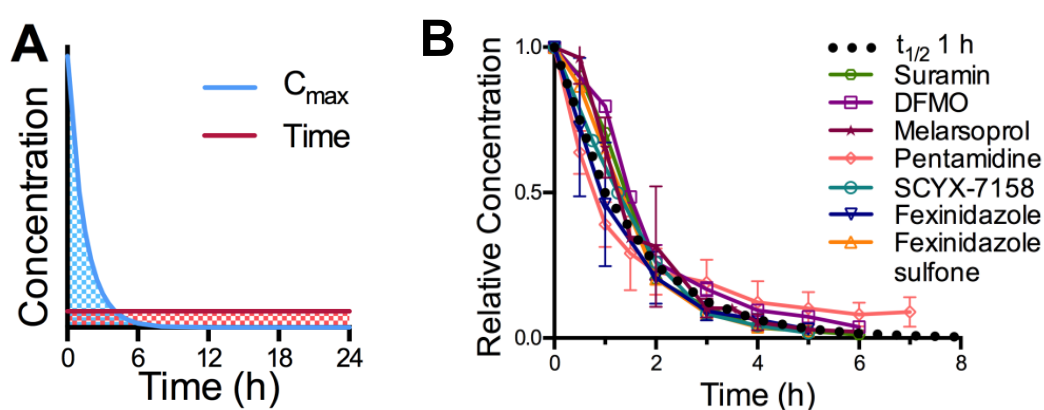 A
Concentration
C max
Time
0 6 12 18 24
Time (h)
B
Relative Concentration
1.0
0.5
0.0
0 2 4 6 8
Time (h)
t1/2 1 h
Suramin
DFMO
Melarsoprol
Pentamidine
SCYX-7158
Fexinidazole
Fexinidazole
sulfone